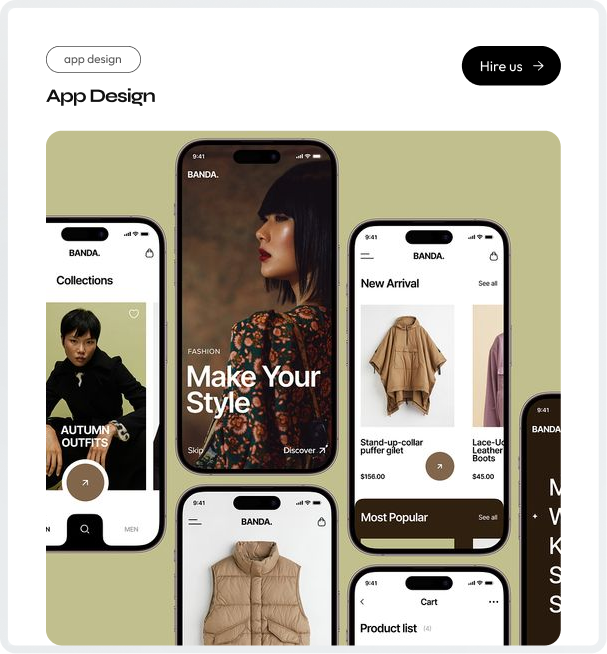 app design
App Design
Hire us
9:41
BANDA.
FASHION
Make Your
Style
Skip
Discover
BANDA.
Collections
AUTUMN
OUTFITS
N
MEN
9:41
BANDA.
New Arrival
See all
Stand-up-collar
puffer gilet
$156.00
Lace-U
Leather
Boots
$45.00
Most Popular
See all
9:41
BANDA.
9:41
Cart
Product list (4)
9:41
BANDA
M
W
K
S
S